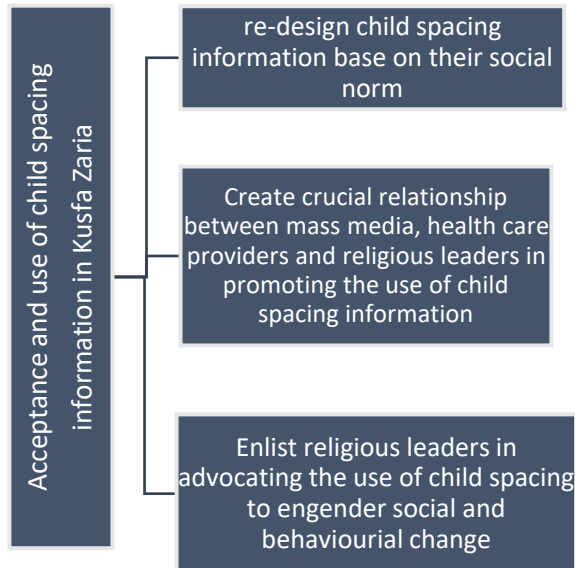 Acceptance and use of child spacing
information in Kusfa Zaria
re-design child spacing
information base on their social
norm
Create crucial relationship
between mass media, health care
providers and religious leaders in
promoting the use of child
spacing information
Enlist religious leaders in
advocating the use of child spacing
to engender social and
behaviourial change